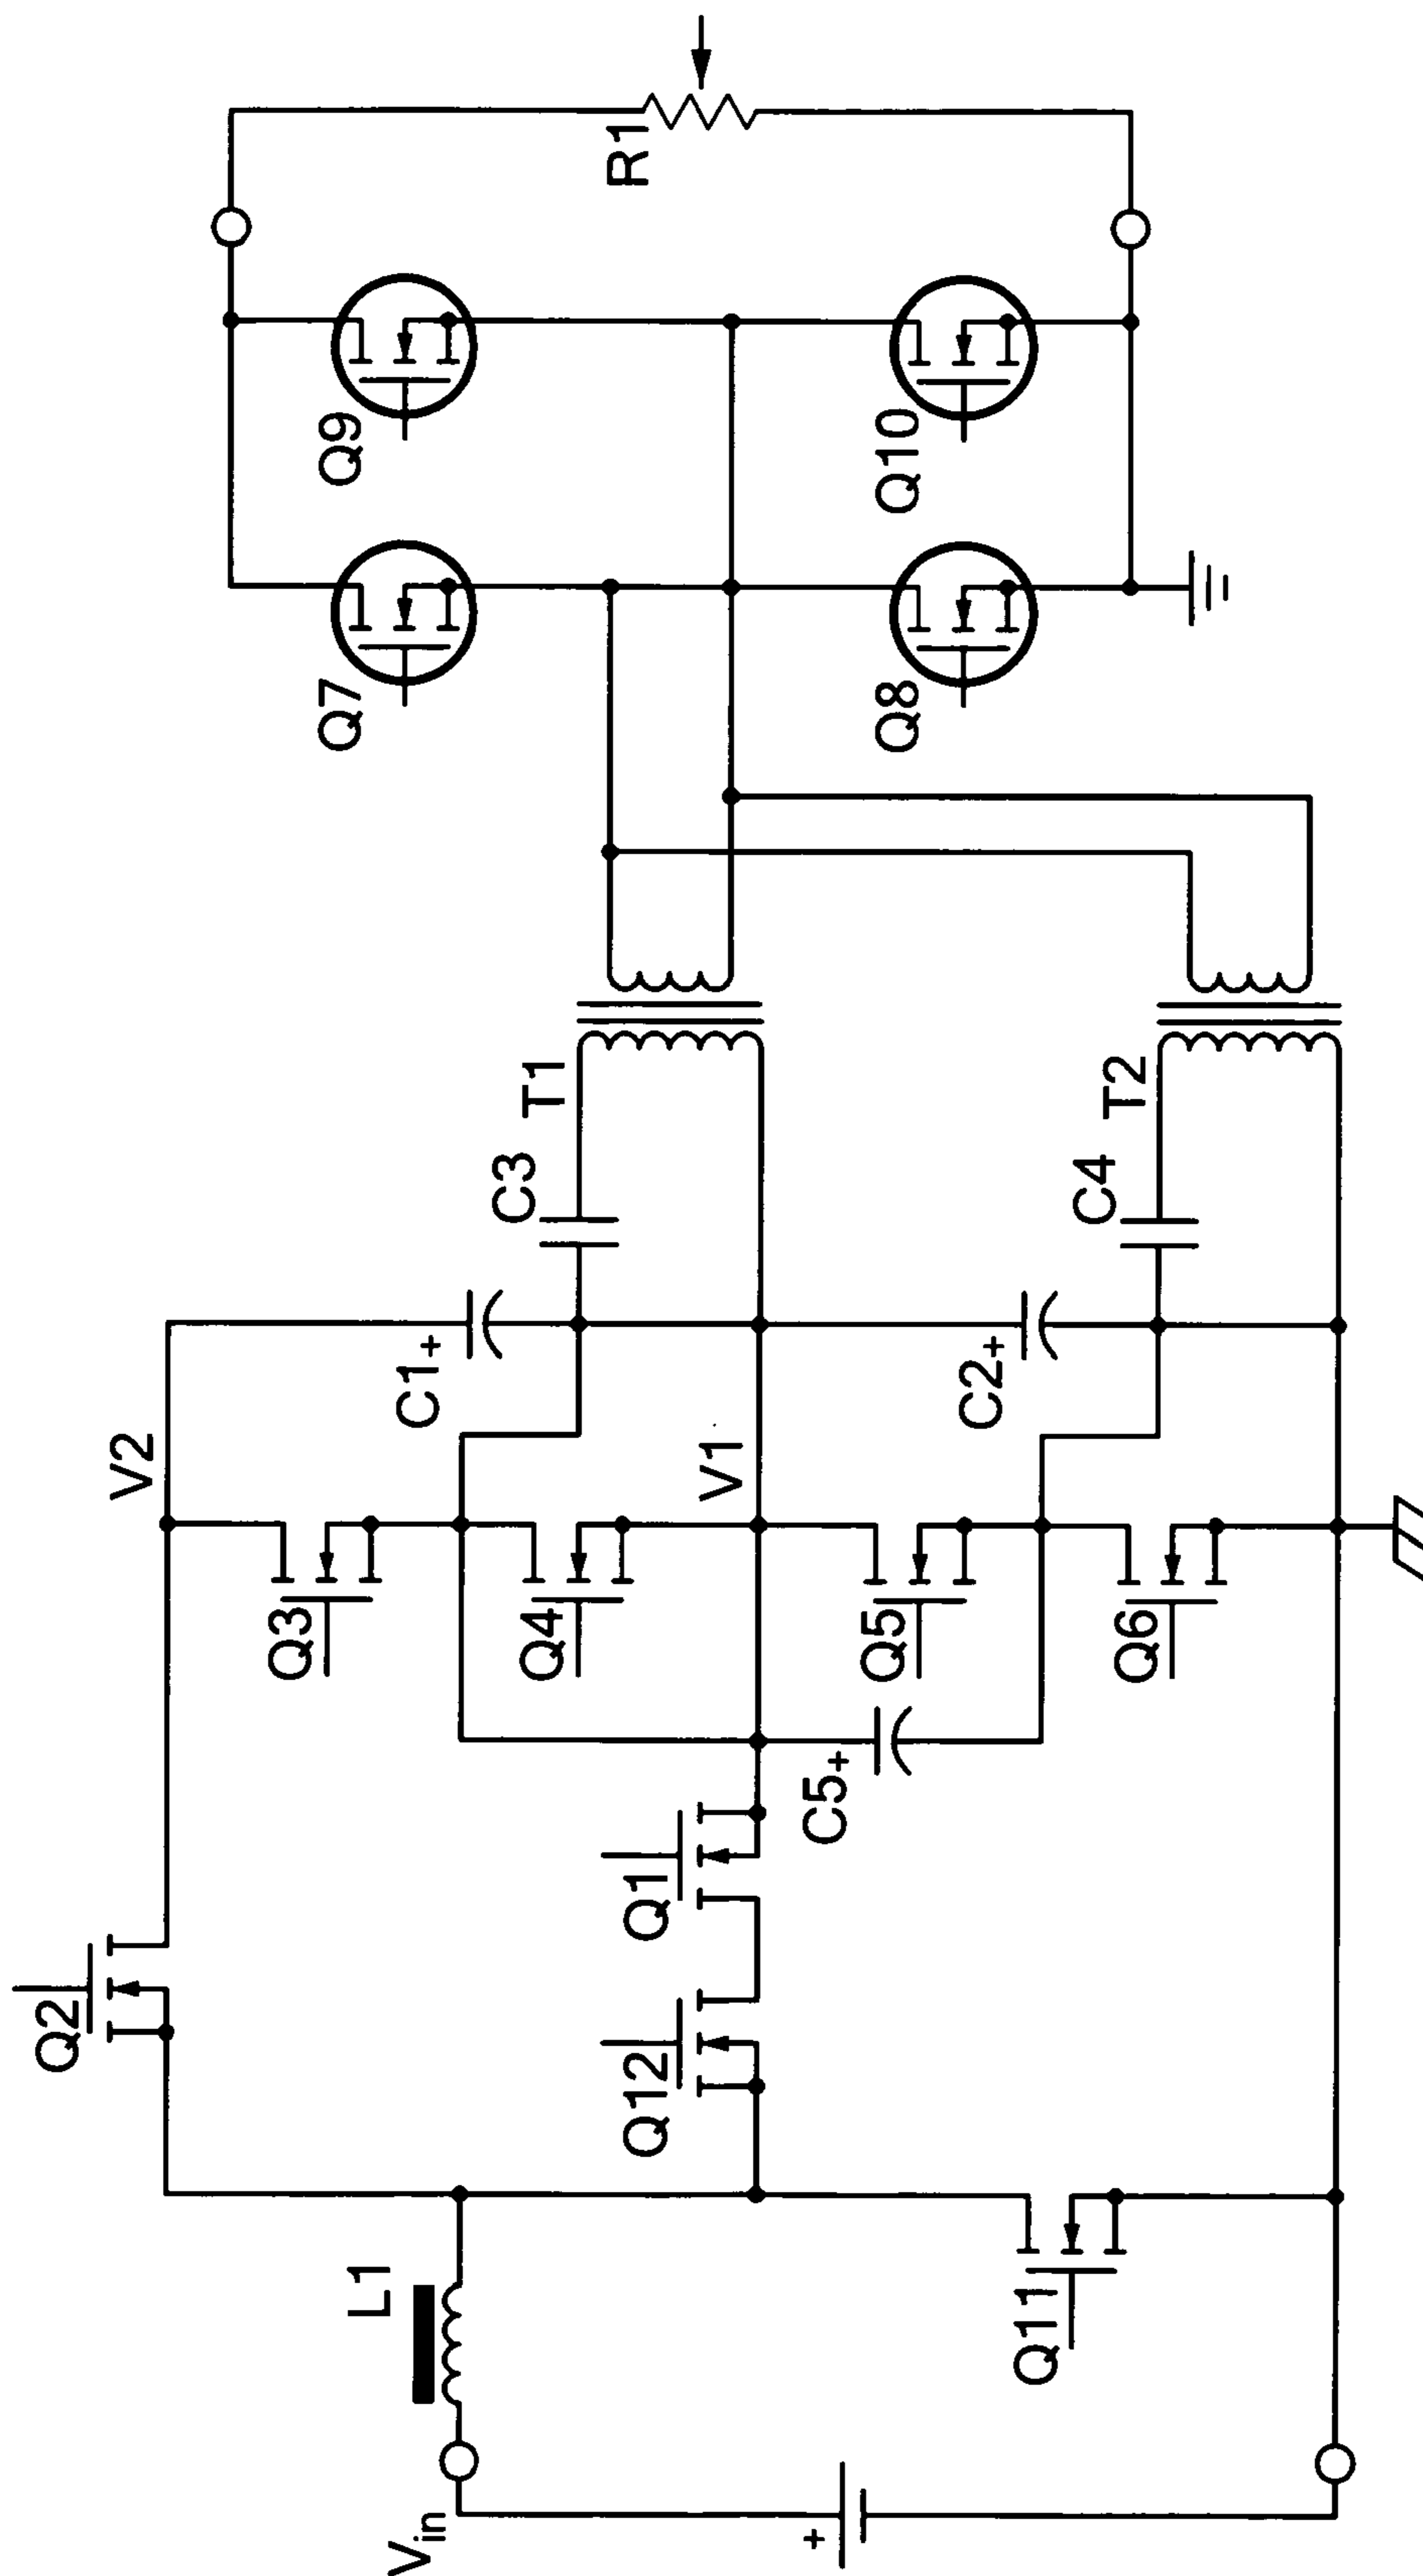 R1
Q9
Q10
Q7
Q8
T1
T2
C3
C4
C1
+
C2
+
V2
V1
Q3
Q4
Q5
Q6
C5
+
Q1
Q2
Q12
L1
Q11
Vin
+